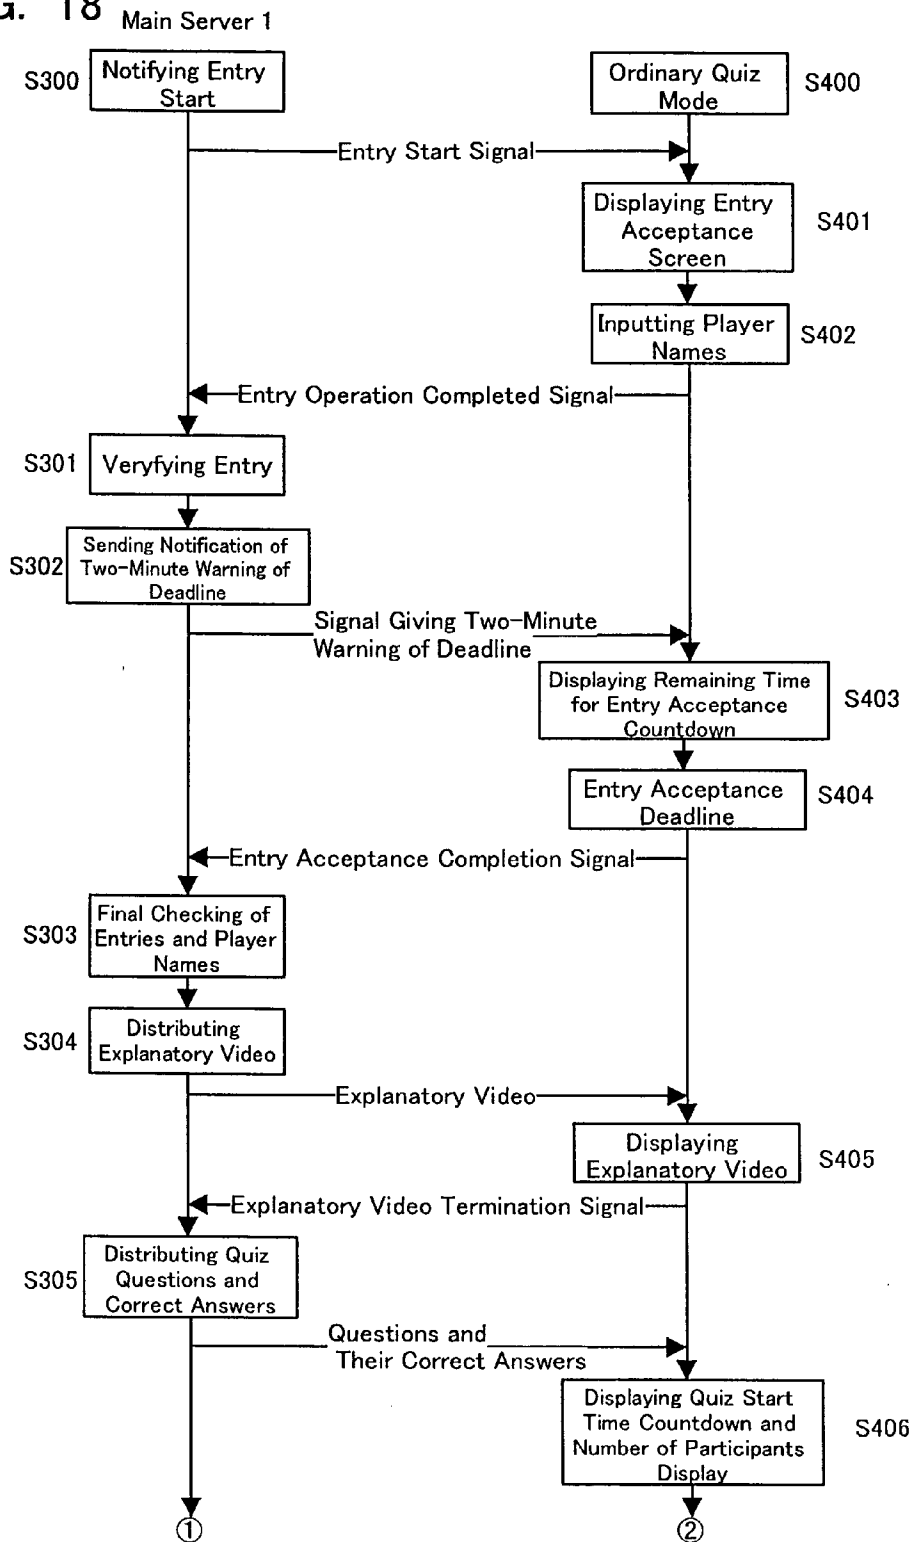 G. 18
Main Server 1
S300
Notifying Entry
Start
Ordinary Quiz
Mode
S400
Entry Start Signal
Displaying Entry
Acceptance
Screen
S401
Inputting Player
Names
S402
Entry Operation Completed Signal
S301
Veryfying Entry
S302
Sending Notification of
Two-Minute Warning of
Deadline
Signal Giving Two-Minute
Warning of Deadline
Displaying Remaining Time
for Entry Acceptance
Countdown
S403
Entry Acceptance
Deadline
S404
Entry Acceptance Completion Signal
S303
Final Checking of
Entries and Player
Names
S304
Distributing
Explanatory Video
Explanatory Video
Displaying
Explanatory Video
S405
Explanatory Video Termination Signal
S305
Distributing Quiz
Questions and
Correct Answers
Questions and
Their Correct Answers
Displaying Quiz Start
Time Countdown and
Number of Participants
Display
S406
①
②